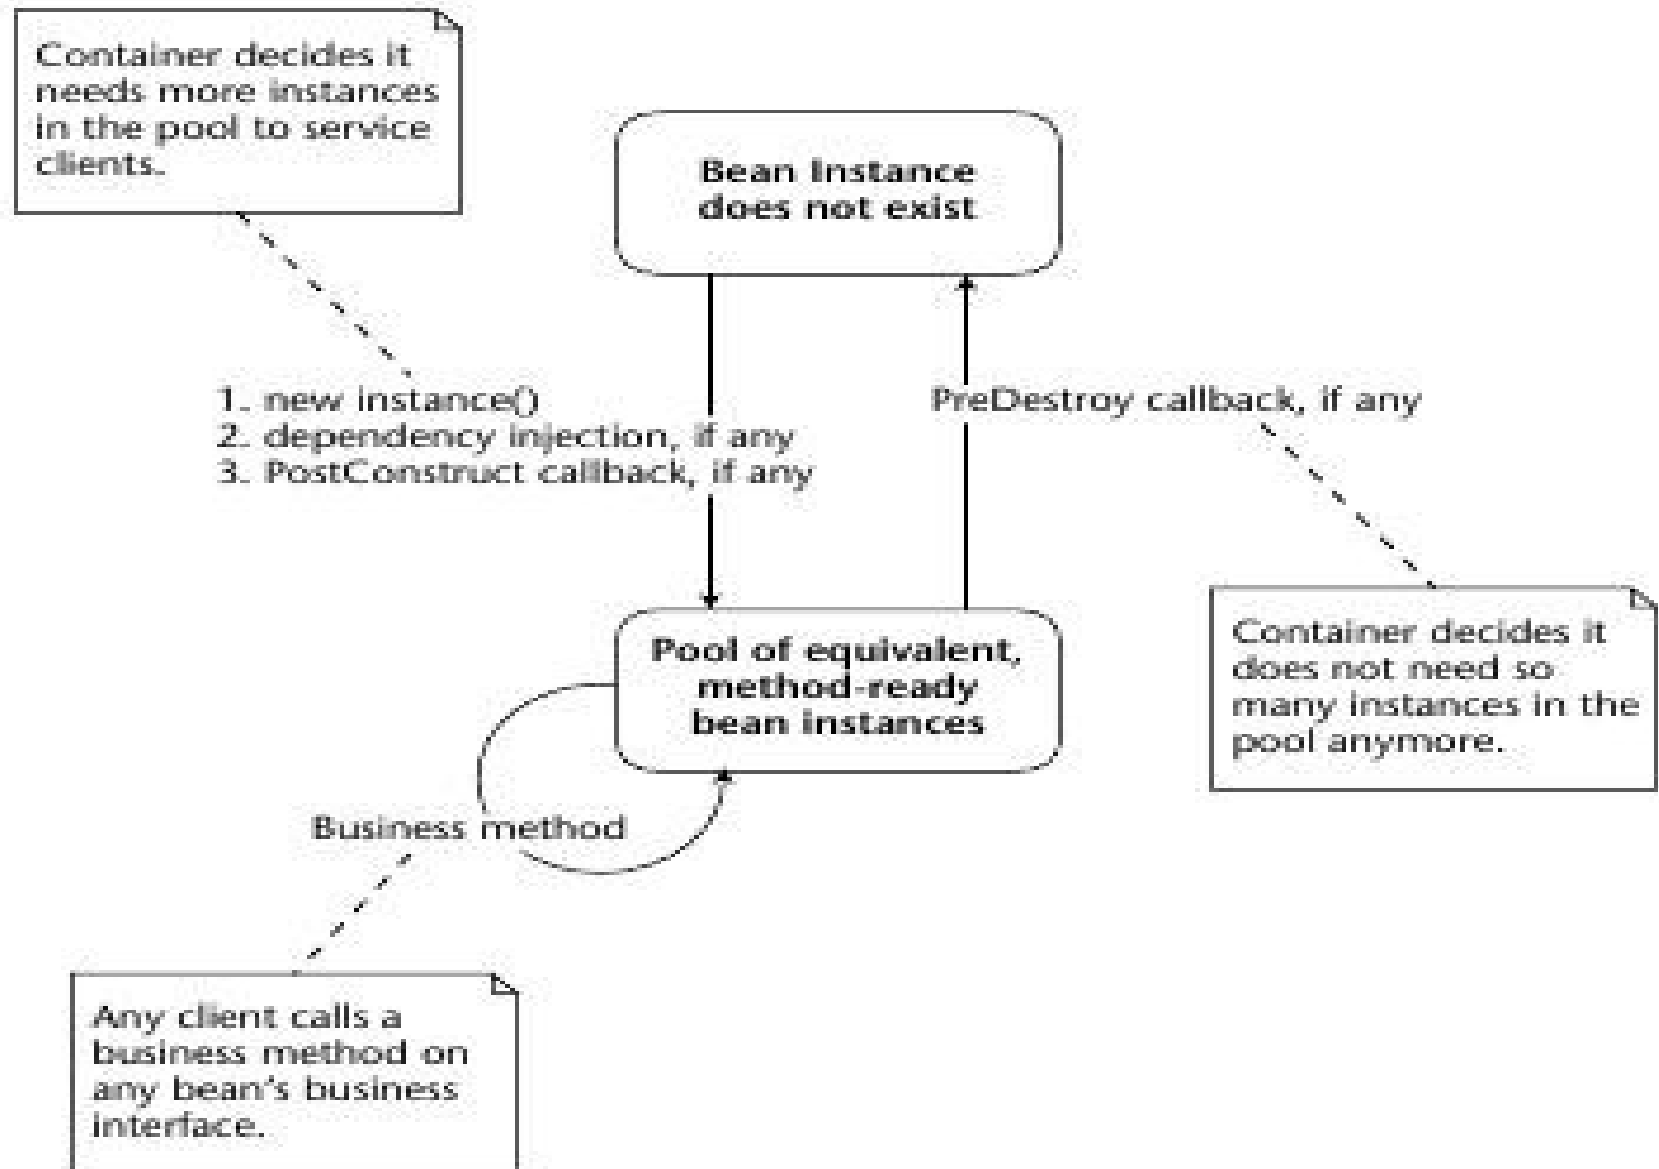 Container decides it
needs more instances
in the pool to service
clients.
Bean Instance
does not exist
1. new instance()
2. dependency injection, if any
3. PostConstruct callback, if any
PreDestroy callback, if any
Pool of equivalent,
method-ready
bean instances
Container decides it
does not need so
many instances in the
pool anymore.
Business method
Any client calls a
business method on
any bean's business
interface.